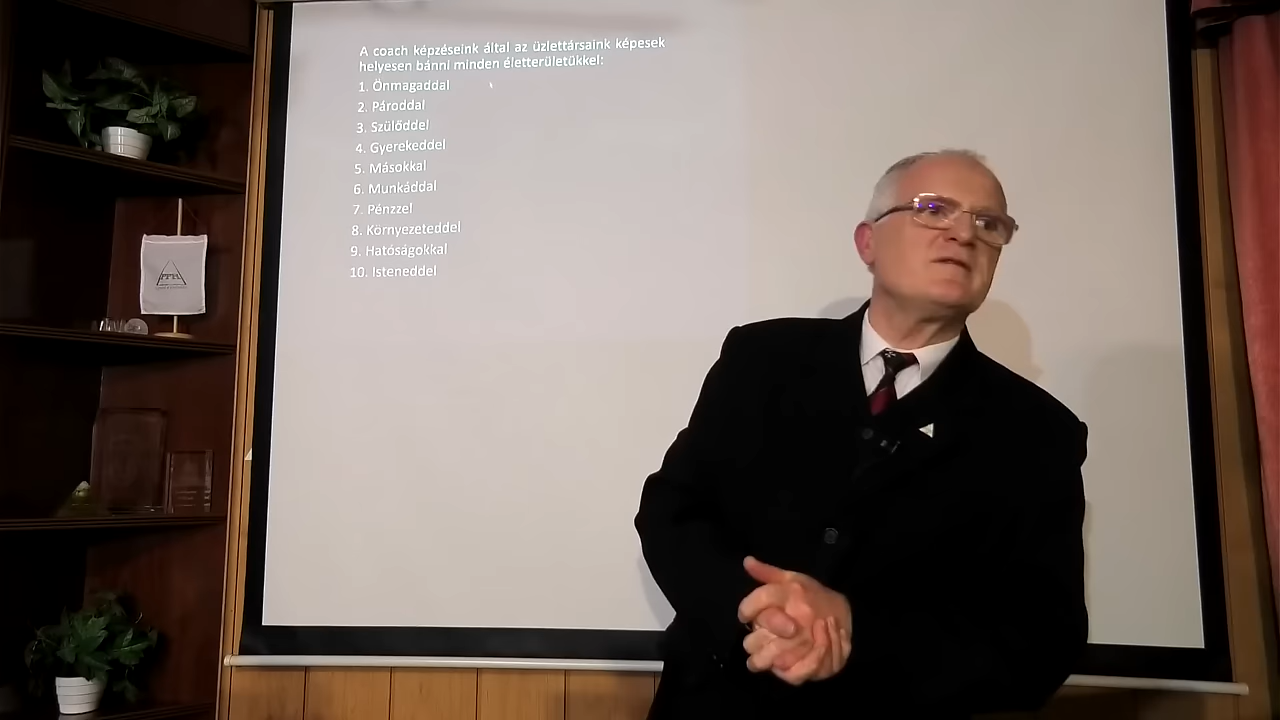 A coach képzéseink által az üzlettársaink képesek
helyesen bánni minden életterületükkel:
1. Önmagaddal
2. Pároddal
3. Szülőddel
4. Gyerekeddel
5. Másokkal
6. Munkáddal
7. Pénzzel
8. Környezeteddel
9. Hatóságokkal
10. Isteneddel